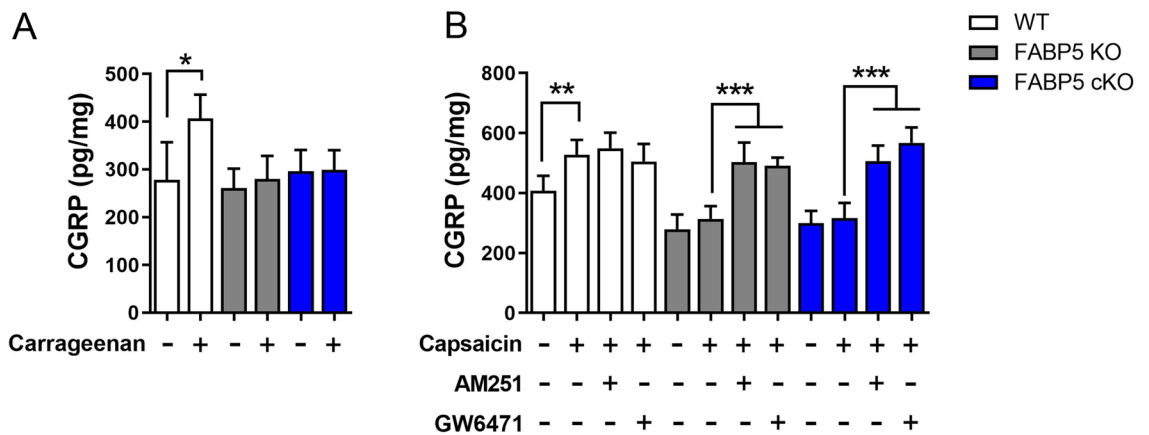 A
B
WT
FABP5 KO
FABP5 cKO
CGRP (pg/mg)
500
400
300
200
100
0
*
Carrageenan - + - + - +
CGRP (pg/mg)
800
600
400
200
0
**
***
***
Capsaicin - + + + - + + + - + + +
AM251 - - + - - - + - - - + -
GW6471 - - - + - - - + - - - +